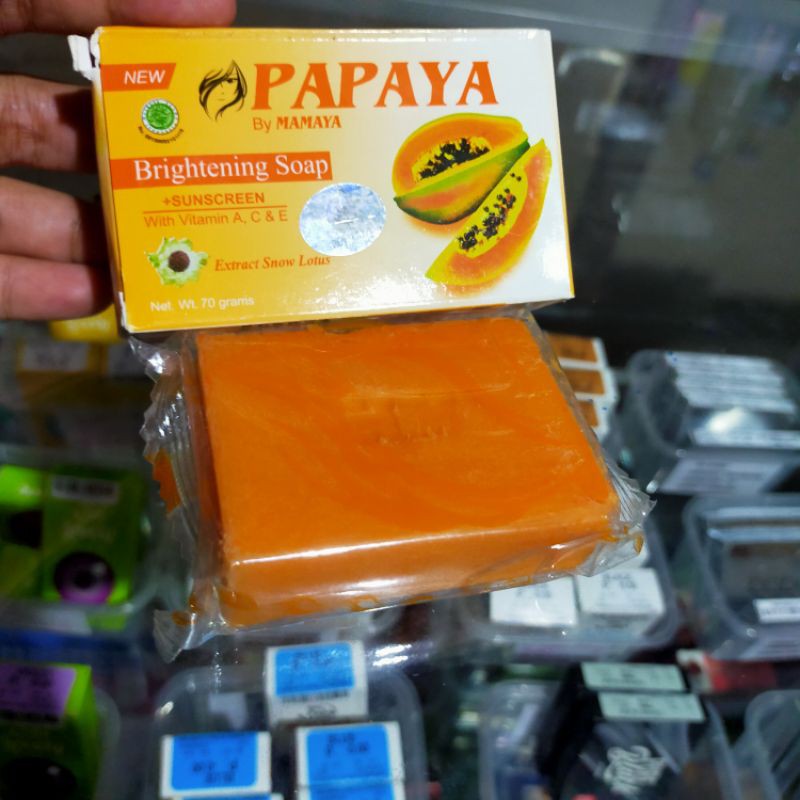 NEW
PAPAYA
By MAMAYA
Brightening Soap
+SUNSCREEN
With Vitamin A, C & E
Extract Snow Lotus
Net. Wt. 70 grams